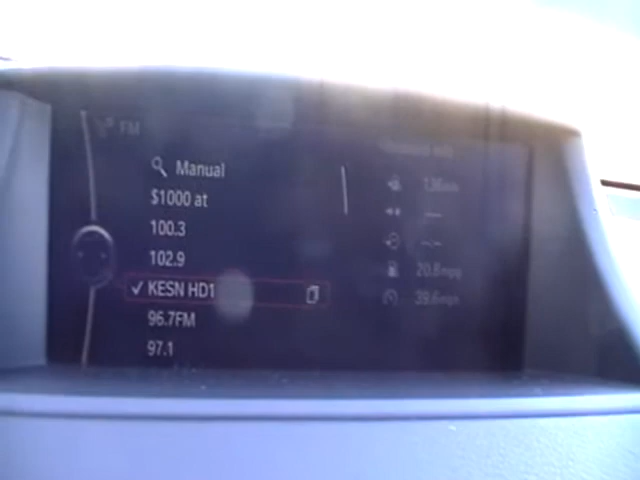 FM
Manual
$1000 at
100.3
102.9
KESN HD1
96.7FM
97.1
---
-.--
20.8mpg
39.6mph